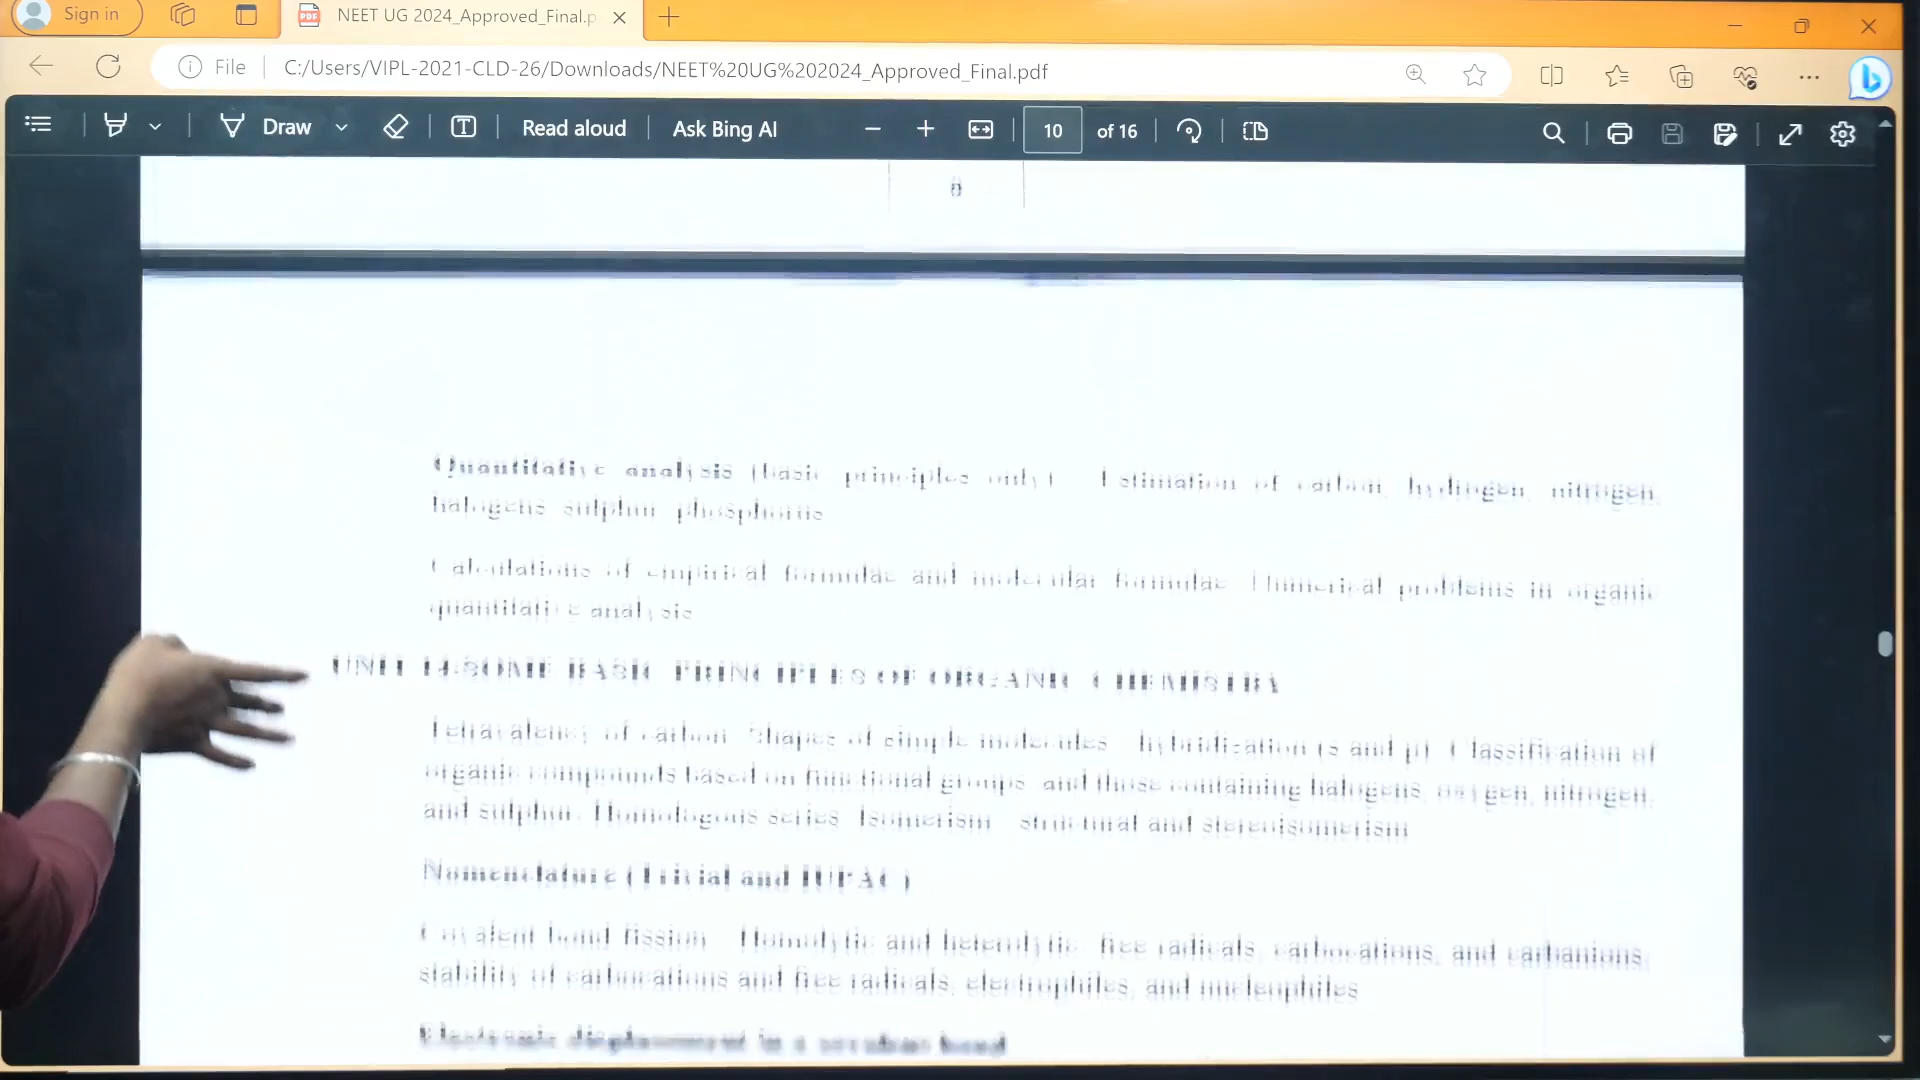 Sign in
NEET UG 2024_Approved_Final.p
File
C:/Users/VIPL-2021-CLD-26/Downloads/NEET%20UG%202024_Approved_Final.pdf
Draw
Read aloud
Ask Bing AI
10 of 16
Quantitative analysis (basic principles only) Estimation of carbon, hydrogen, nitrogen,
halogens sulphur phosphorus
Calculations of empirical formulae and molecular formulae Numerical problems in organic
quantitative analysis
UNIT 14:SOME BASIC PRINCIPLES OF ORGANIC CHEMISTRY
Tetravalency of carbon Shapes of simple molecules hybridization (s and p) Classification of
organic compounds based on functional groups and those containing halogens, oxygen, nitrogen,
and sulphur. Homologous series Isomerism structural and stereoisomerism
Nomenclature (Trivial and IUPAC)
Covalent bond fission Homolytic and heterolytic free radicals, carbocations, and carbanions
stability of carbocations and free radicals, electrophiles, and nucleophiles
Electronic displacement in a covalent bond